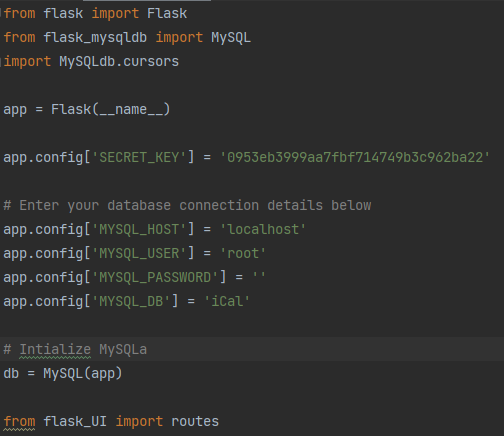 from flask import Flask
from flask_mysqldb import MySQL
import MySQLdb.cursors
app = Flask(__name__)
app.config['SECRET_KEY'] = '0953eb3999aa7fbf714749b3c962ba22'
# Enter your database connection details below
app.config['MYSQL_HOST'] = 'localhost'
app.config['MYSQL_USER'] = 'root'
app.config['MYSQL_PASSWORD'] = ''
app.config['MYSQL_DB'] = 'iCal'
# Intialize MySQLa
db = MySQL(app)
from flask_UI import routes